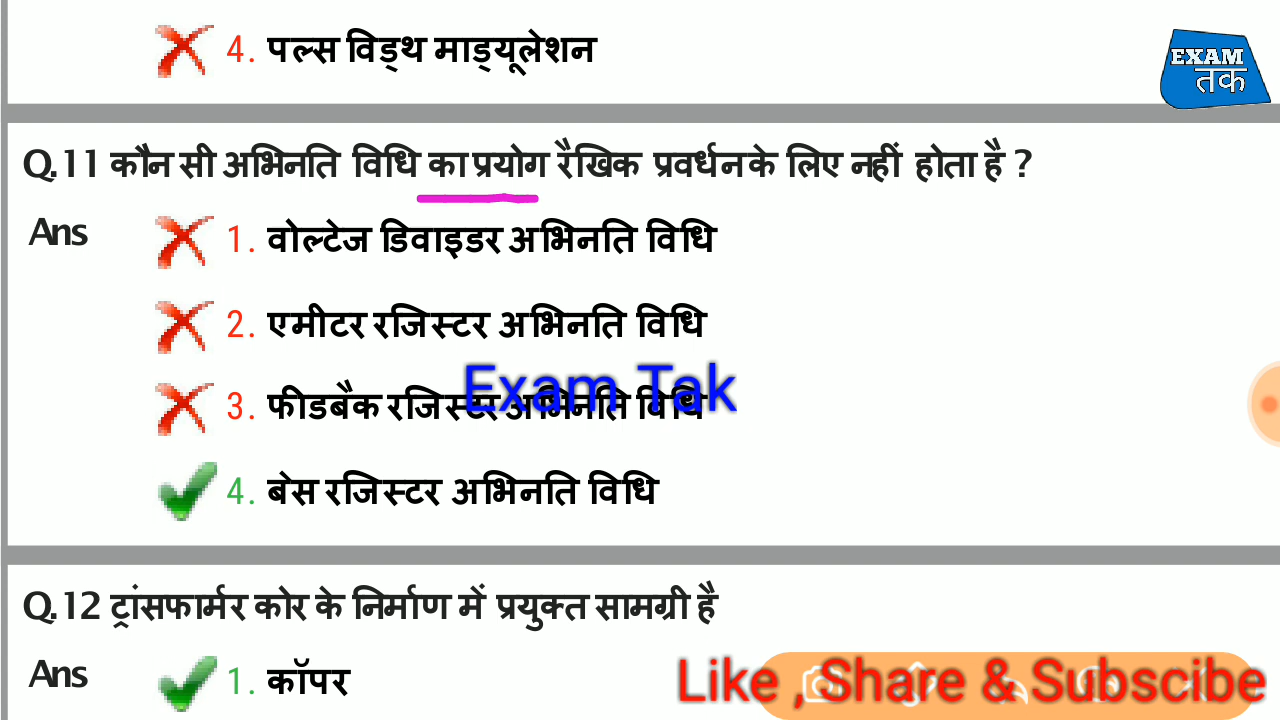 4. पल्स विड्थ माड्यूलेशन
EXAM
तक
Q.11 कौन सी अभिनति विधि का प्रयोग रैखिक प्रवर्धन के लिए नहीं होता है ?
Ans
1. वोल्टेज डिवाइडर अभिनति विधि
2. एमीटर रजिस्टर अभिनति विधि
Exam Tak
3. फीडबैक रजिस्टर अभिनति विधि
4. बेस रजिस्टर अभिनति विधि
Q.12 ट्रांसफार्मर कोर के निर्माण में प्रयुक्त सामग्री है
Ans
1. कॉपर
Like , Share & Subscibe